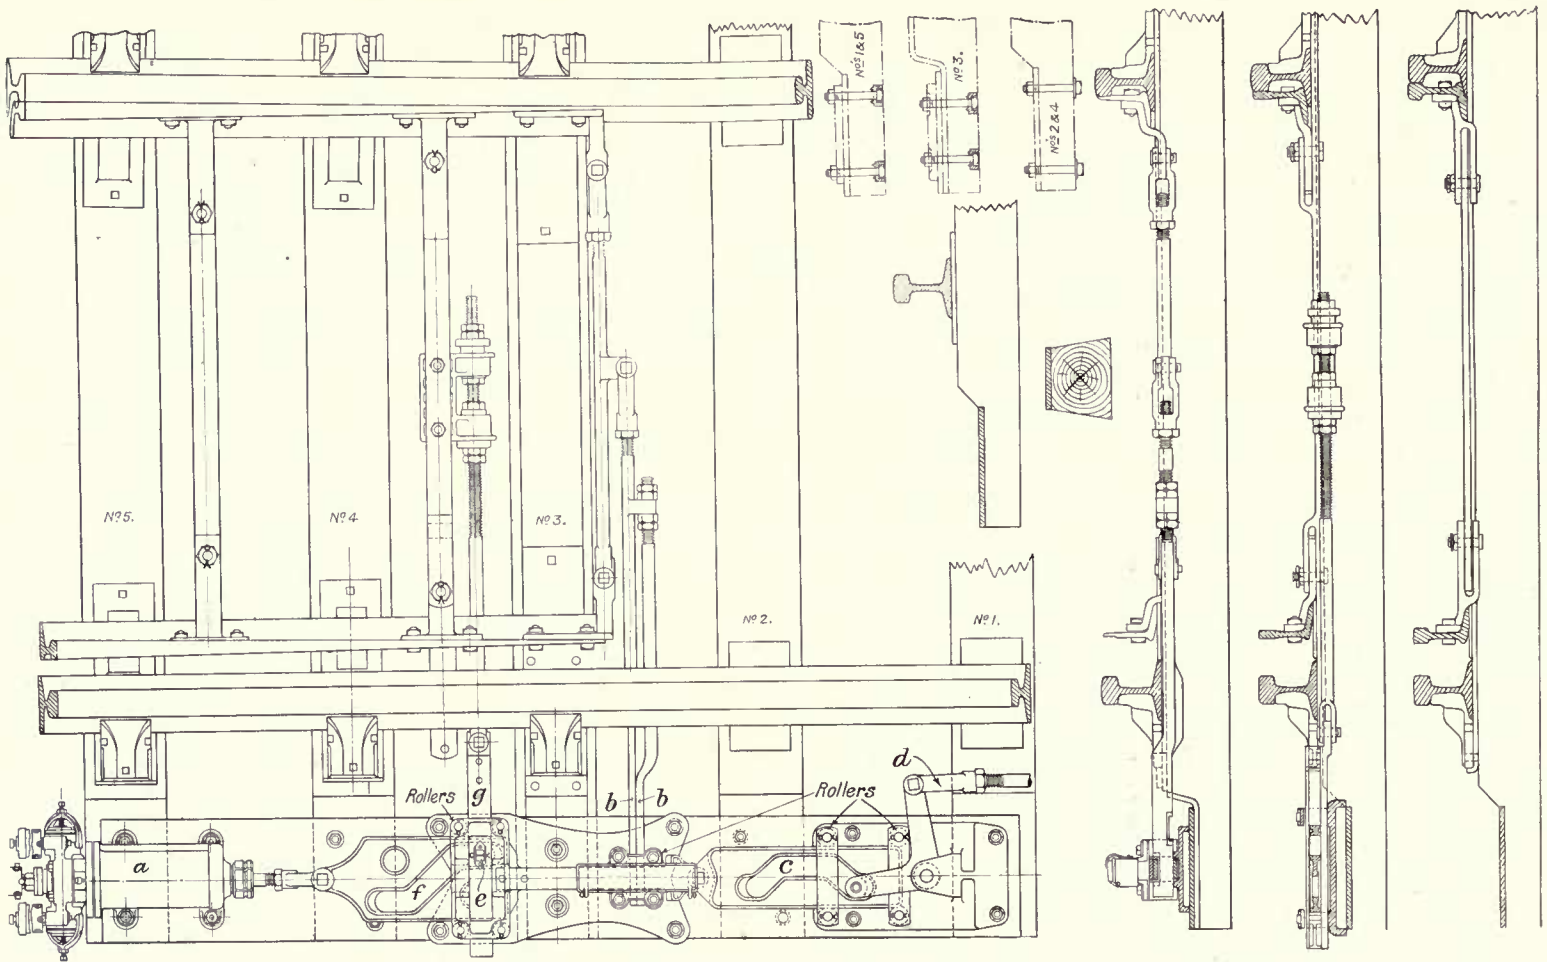 NOS 1 & 5
NO 3.
NOS 2 & 4
NO 5.
NO 4
NO 3.
NO 2.
NO 1.
d
Rollers
g
b
b
Rollers
a
f
e
c